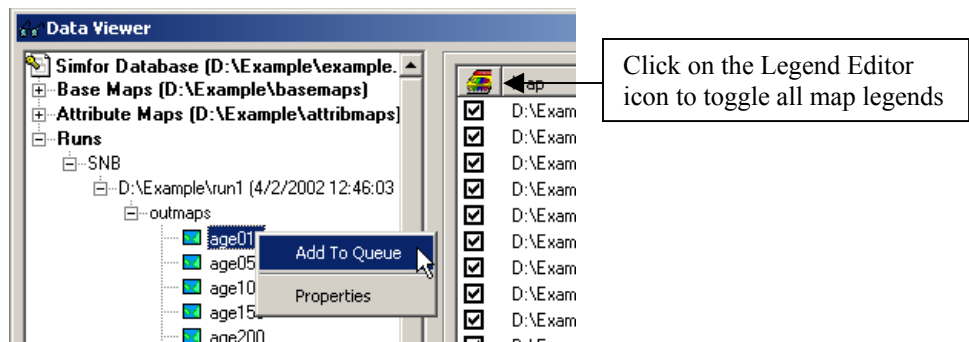 Data Viewer
Simfor Database (D:\Example\example.
Base Maps (D:\Example\basemaps)
Attribute Maps (D:\Example\attribmaps)
Runs
SNB
D:\Example\run1 (4/2/2002 12:46:03
outmaps
age01
age05
age10
age15
age200
Add To Queue
Properties
Map
D:\Exam
D:\Exam
D:\Exam
D:\Exam
D:\Exam
D:\Exam
D:\Exam
D:\Exam
D:\Exam
Click on the Legend Editor
icon to toggle all map legends